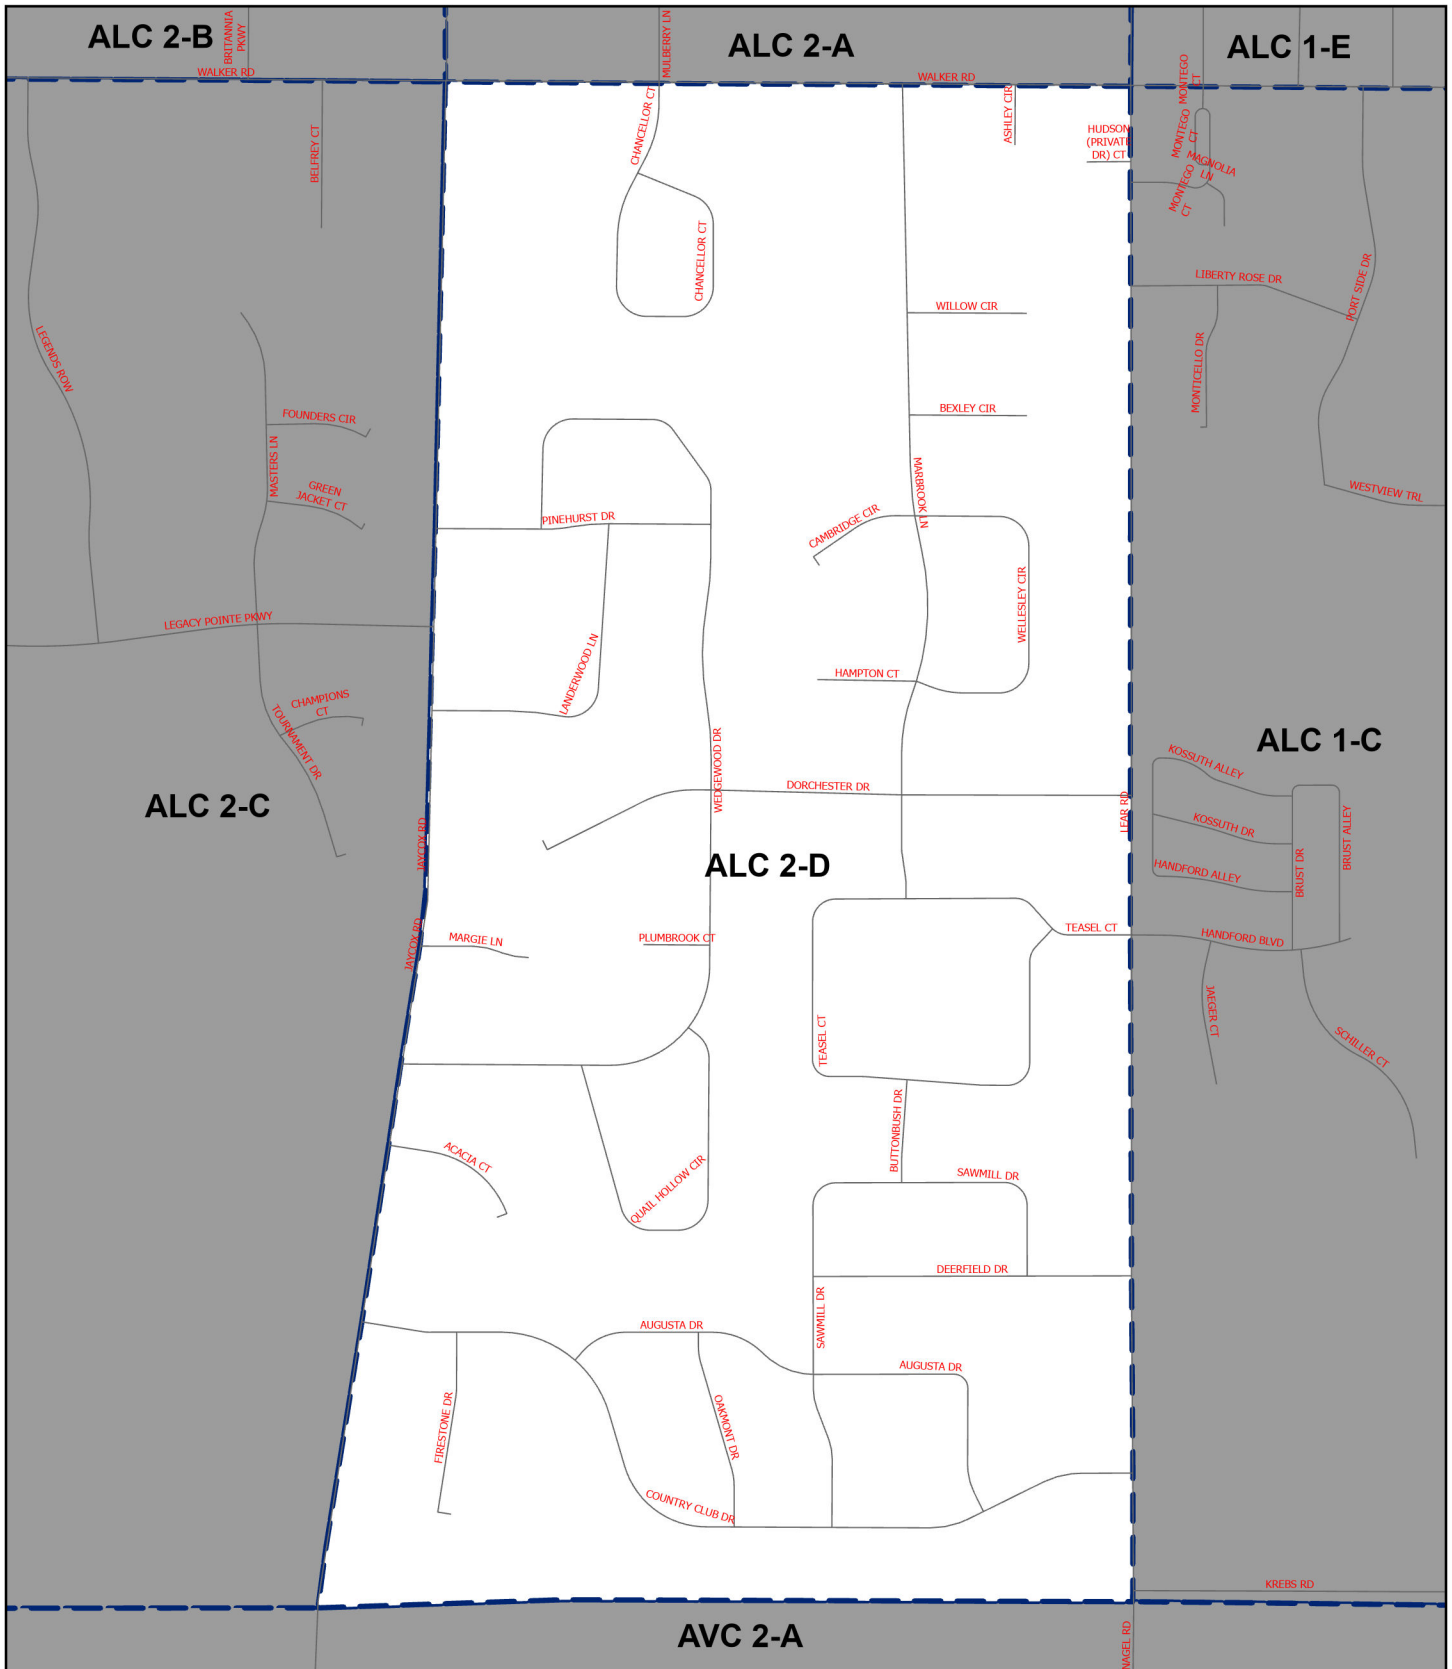 ALC 2-B
BRITANNIA
PKWY
MULBERRY LN
ALC 2-A
ALC 1-E
WALKER RD
WALKER RD
MONTEGO
CT
MONTEGO
CT
MONTEGO
CT
MAGNOLIA
LN
BELFREY CT
CHANCELLOR CT
CHANCELLOR CT
ASHLEY CIR
HUDSON
(PRIVATE
DR) CT
LIBERTY ROSE DR
PORT SIDE DR
WILLOW CIR
LEGENDS ROW
MONTICELLO DR
BEXLEY CIR
FOUNDERS CIR
MASTERS LN
GREEN
JACKET CT
MARBROOK LN
WESTVIEW TRL
PINEHURST DR
CAMBRIDGE CIR
WELLESLEY CIR
LEGACY POINTE PKWY
LANDERWOOD LN
HAMPTON CT
CHAMPIONS
CT
TOURNAMENT DR
WEDGEWOOD DR
ALC 1-C
KOSSUTH ALLEY
DORCHESTER DR
LEAR RD
ALC 2-C
KOSSUTH DR
BRUST ALLEY
JAYCOX RD
ALC 2-D
HANDFORD ALLEY
BRUST DR
JAYCOX RD
MARGIE LN
PLUMBROOK CT
TEASEL CT
HANDFORD BLVD
JAEGER CT
TEASEL CT
SCHILLER CT
BUTTONBUSH DR
ACACIA CT
QUAIL HOLLOW CIR
SAWMILL DR
DEERFIELD DR
SAWMILL DR
AUGUSTA DR
AUGUSTA DR
FIRESTONE DR
OAKMONT DR
COUNTRY CLUB DR
KREBS RD
AVC 2-A
NAGEL RD